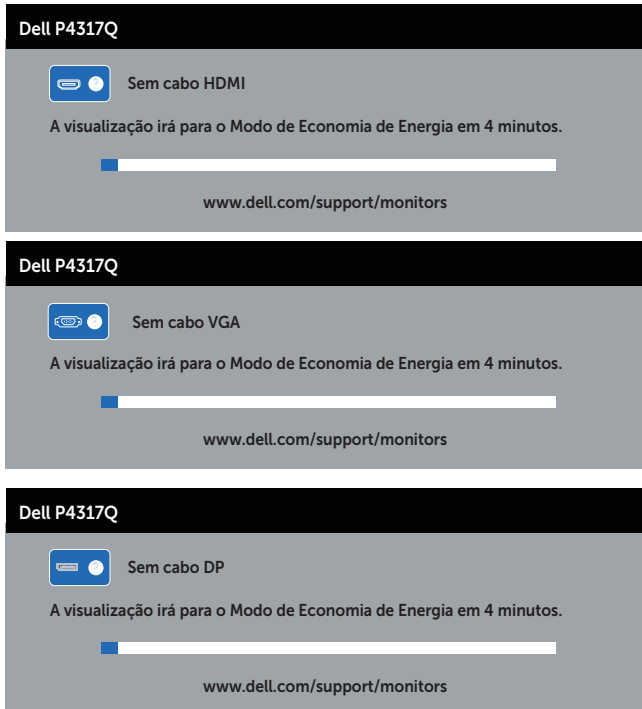 Dell P4317Q
Sem cabo HDMI
A visualização irá para o Modo de Economia de Energia em 4 minutos.
www.dell.com/support/monitors
Dell P4317Q
Sem cabo VGA
A visualização irá para o Modo de Economia de Energia em 4 minutos.
www.dell.com/support/monitors
Dell P4317Q
Sem cabo DP
A visualização irá para o Modo de Economia de Energia em 4 minutos.
www.dell.com/support/monitors